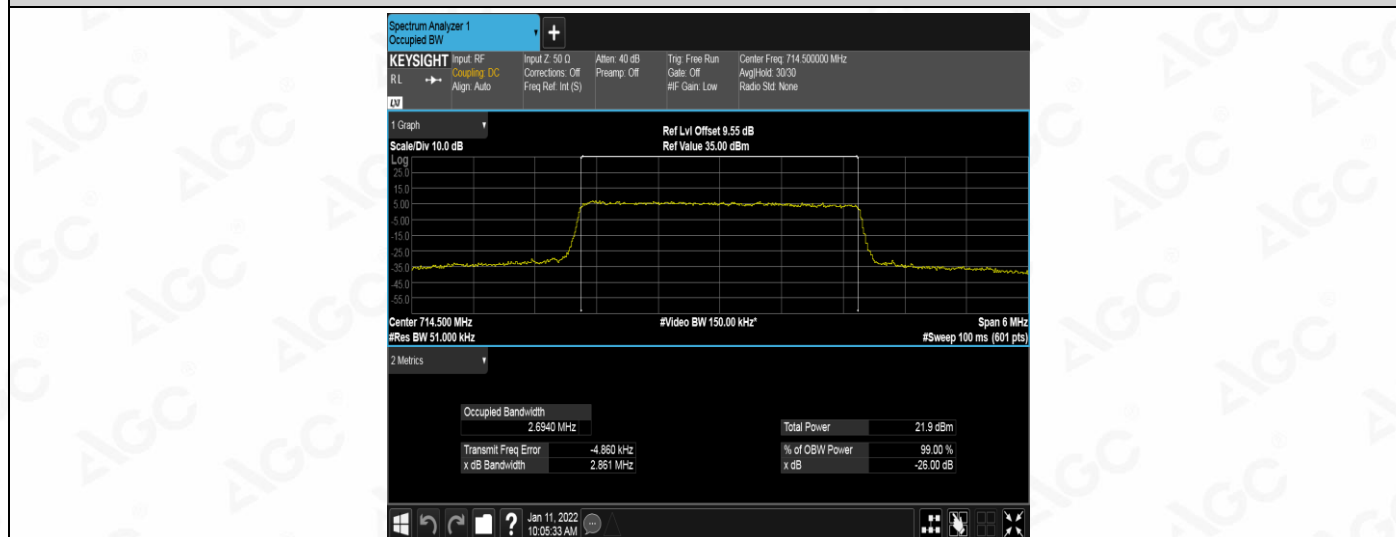 Spectrum Analyzer 1
Occupied BW
KEYSIGHT Input: RF Input Z: 50 Ω Atten: 40 dB Trig: Free Run Center Freq: 714.500000 MHz
RL Coupling: DC Corrections: Off Preamp: Off Gate: Off Avg|Hold: 30/30
Align: Auto Freq Ref: Int (S) #IF Gain: Low Radio Std: None
LXI
1 Graph
Ref Lvl Offset 9.55 dB
Scale/Div 10.0 dB Ref Value 35.00 dBm
Log
25.0
15.0
5.00
-5.00
-15.0
-25.0
-35.0
-45.0
-55.0
Center 714.500 MHz #Video BW 150.00 kHz* Span 6 MHz
#Res BW 51.000 kHz #Sweep 100 ms (601 pts)
2 Metrics
Occupied Bandwidth
2.6940 MHz Total Power 21.9 dBm
Transmit Freq Error -4.860 kHz % of OBW Power 99.00 %
x dB Bandwidth 2.861 MHz x dB -26.00 dB
Jan 11, 2022
10:05:33 AM
AGC